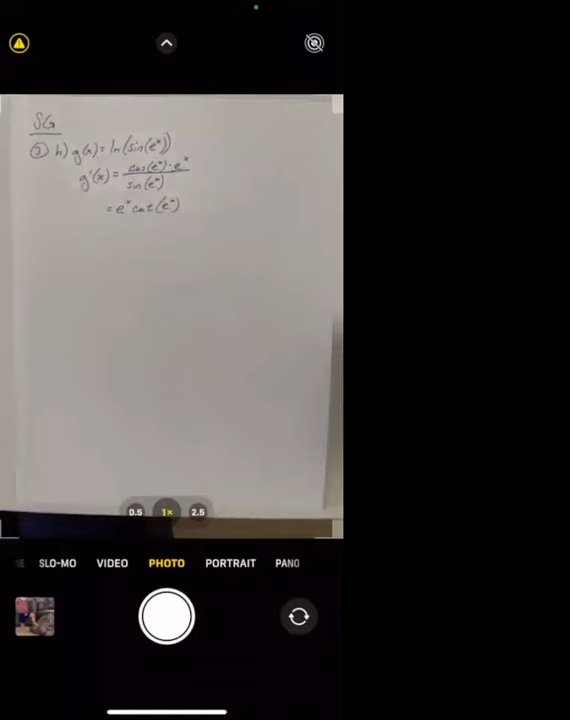 SG
③ h) g(x) = ln(sin(e^x))
g'(x) = cos(e^x)·e^x / sin(e^x)
= e^x cot(e^x)
0.5 1× 2.5
SLO-MO VIDEO PHOTO PORTRAIT PANO